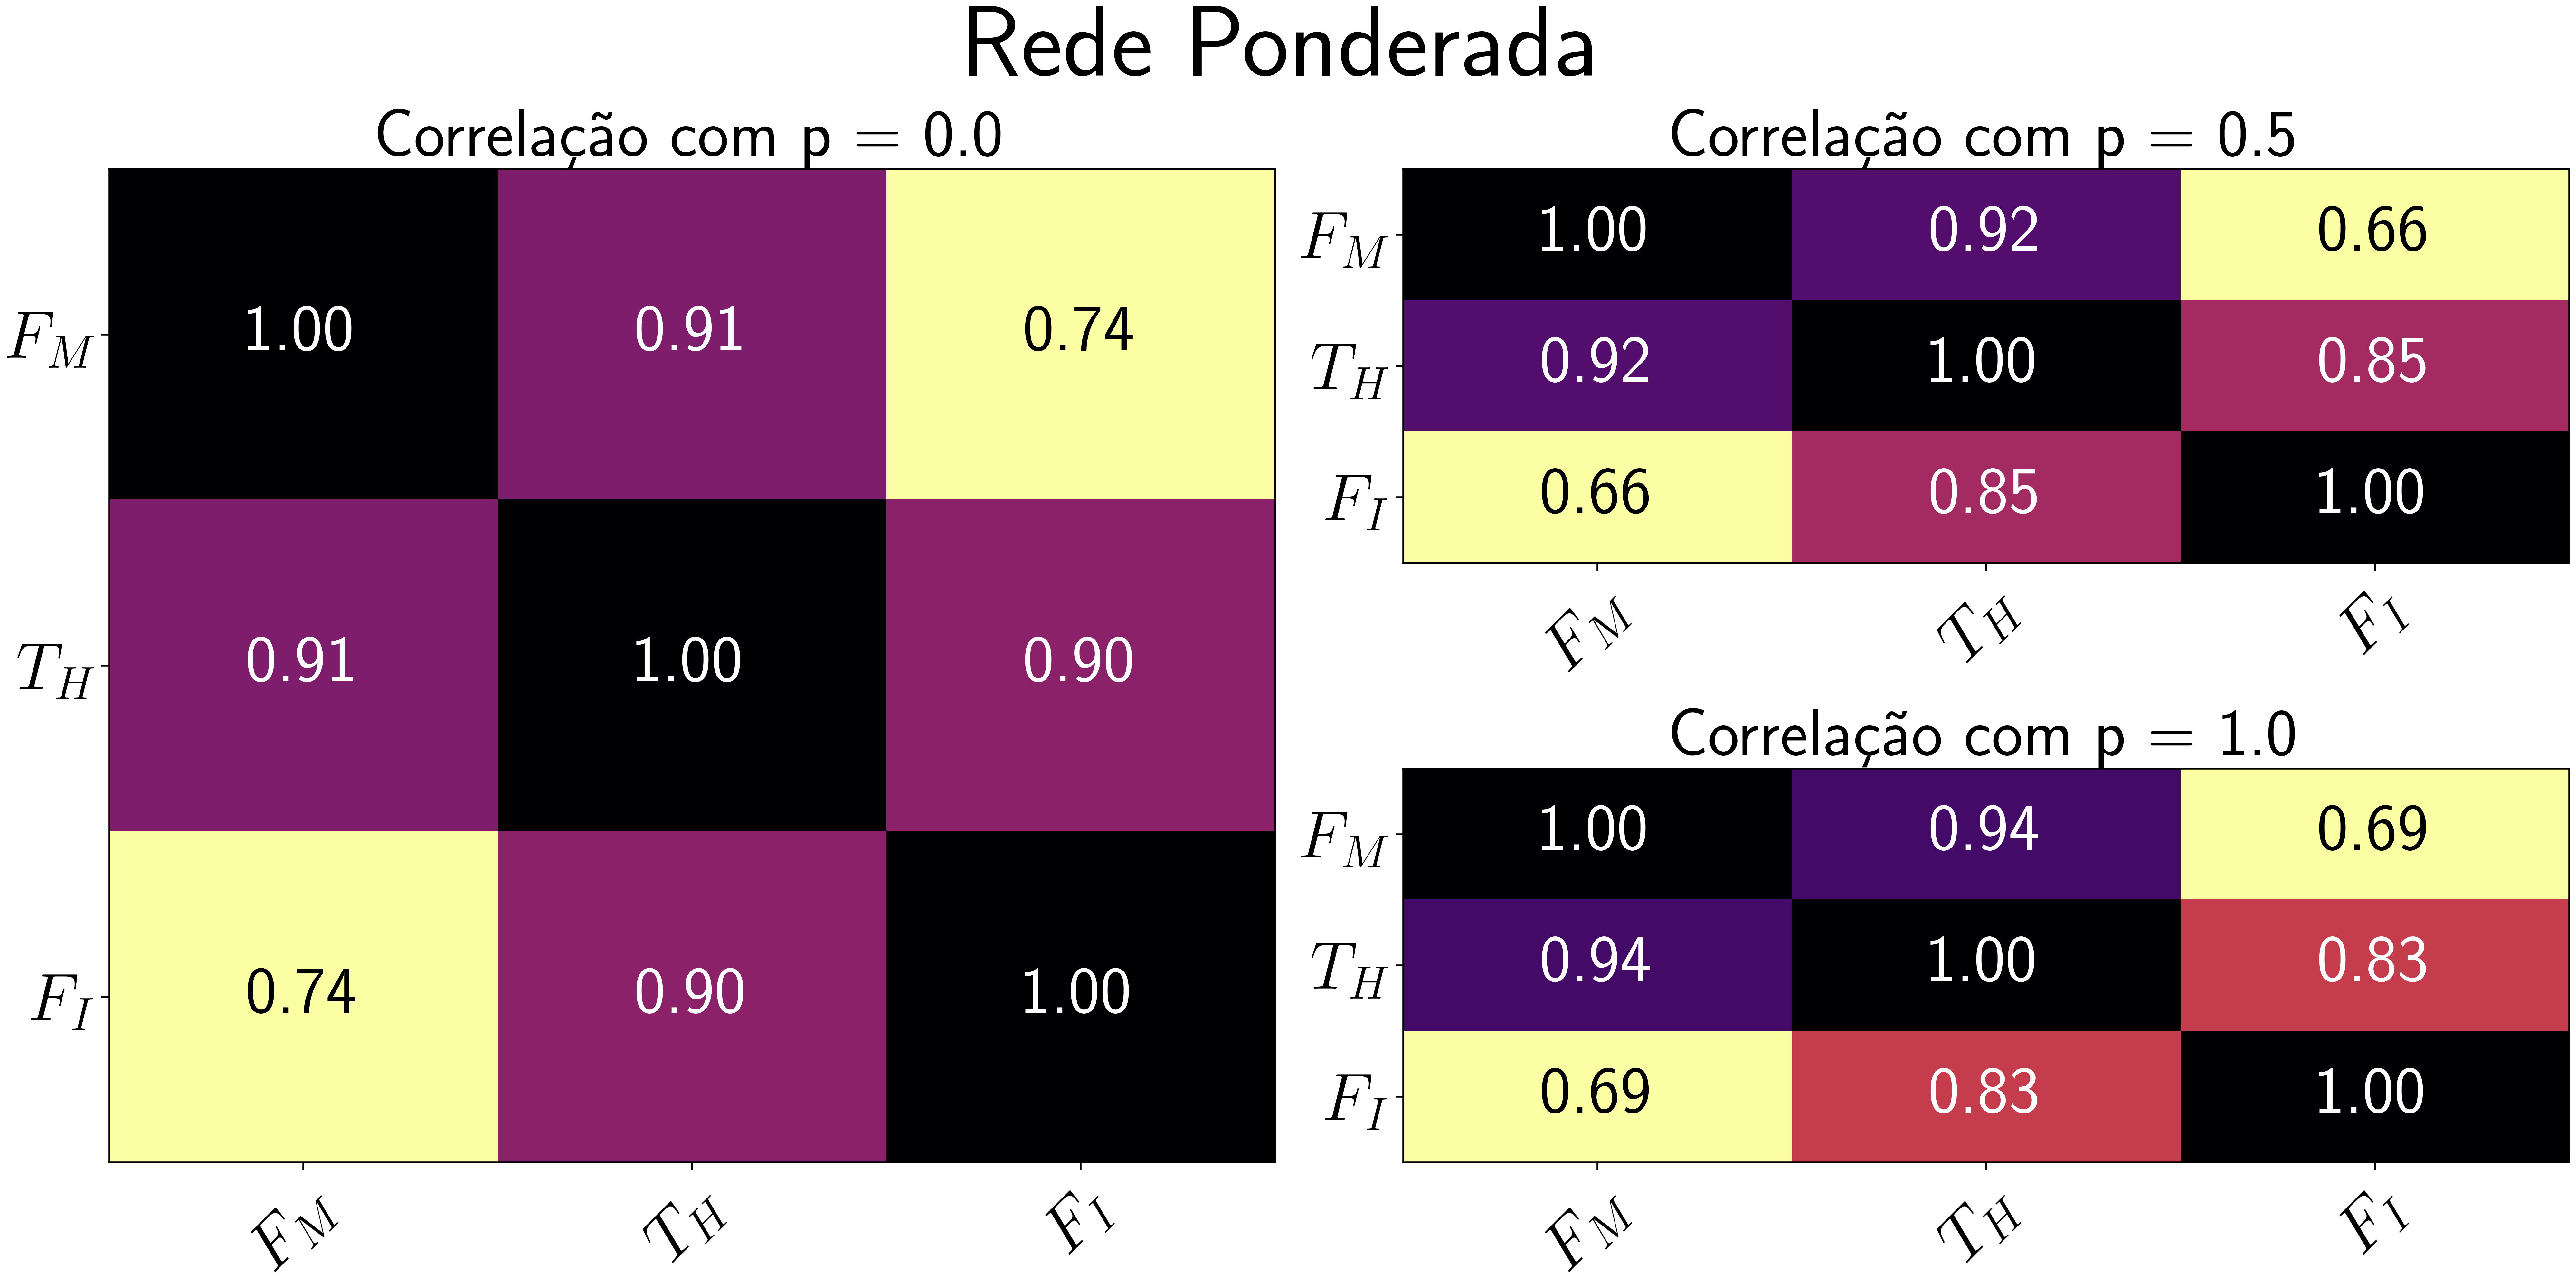 Rede Ponderada
Correlação com p = 0.0
F_M 1.00 0.91 0.74
T_H 0.91 1.00 0.90
F_I 0.74 0.90 1.00
F_M T_H F_I
Correlação com p = 0.5
F_M 1.00 0.92 0.66
T_H 0.92 1.00 0.85
F_I 0.66 0.85 1.00
F_M T_H F_I
Correlação com p = 1.0
F_M 1.00 0.94 0.69
T_H 0.94 1.00 0.83
F_I 0.69 0.83 1.00
F_M T_H F_I